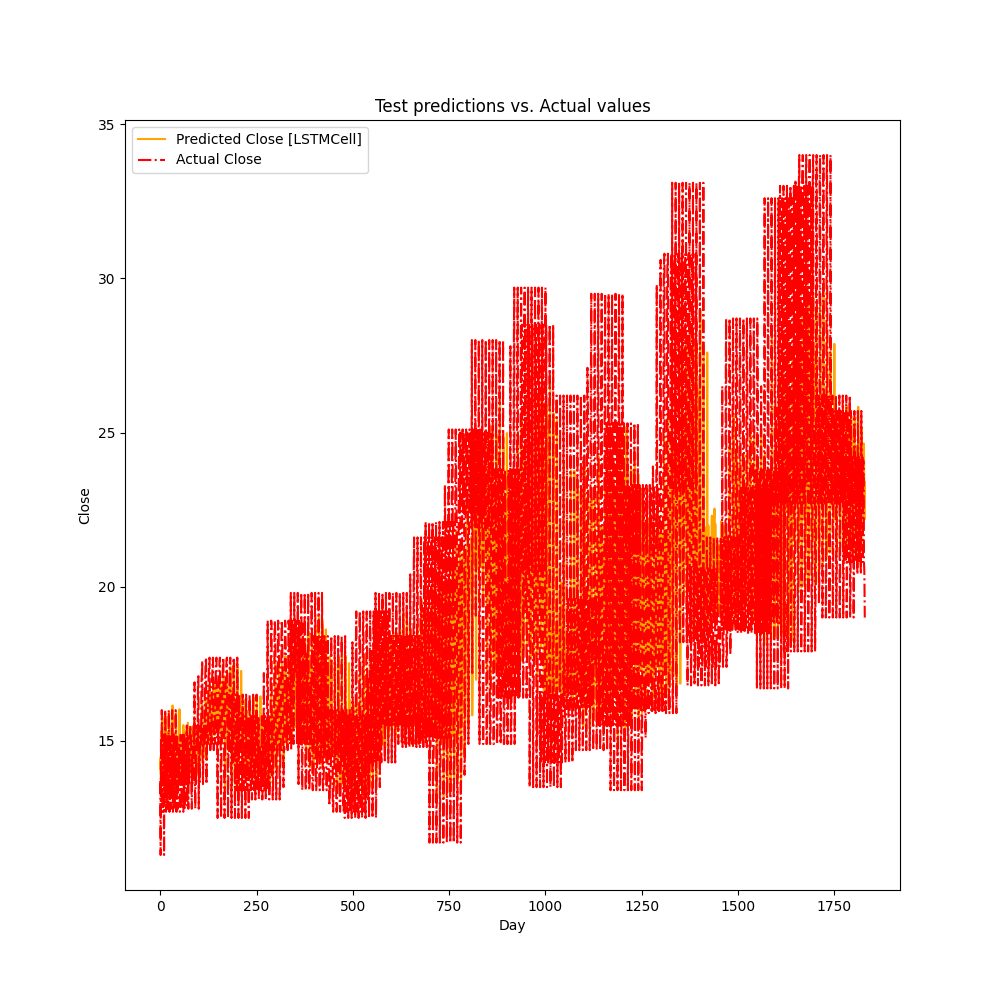 Test predictions vs. Actual values
Predicted Close [LSTMCell]
Actual Close
35
30
25
20
15
Close
0 250 500 750 1000 1250 1500 1750
Day